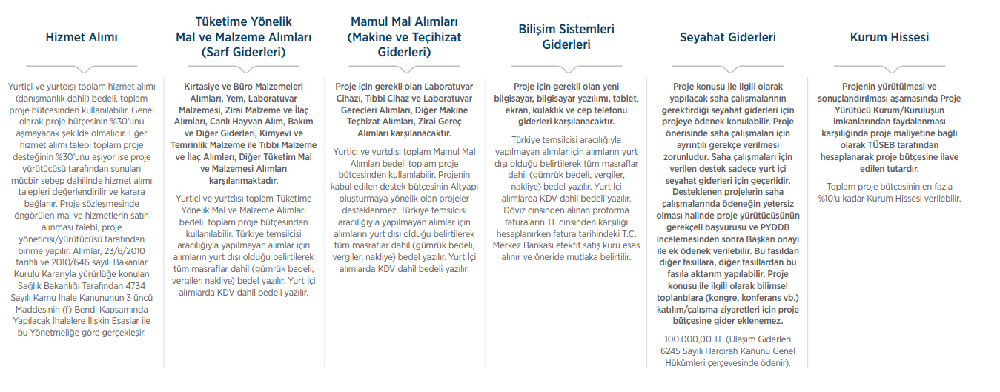 Hizmet Alımı
Yurtiçi ve yurtdışı toplam hizmet alımı
(danışmanlık dahil) bedeli, toplam
proje bütçesinden kullanılabilir. Genel
olarak proje bütçesinin %30'unu
aşmayacak şekilde olmalıdır. Eğer
hizmet alımı talebi toplam proje
desteğinin %30'unu aşıyor ise proje
yürütücüsü tarafından sunulan
mücbir sebep dahilinde hizmet alımı
talepleri değerlendirilir ve karara
bağlanır. Proje sözleşmesinde
öngörülen mal ve hizmetlerin satın
alınması talebi, proje
yöneticisi/yürütücüsü tarafından
birime yapılır. Alımlar, 23/6/2010
tarihli ve 2010/646 sayılı Bakanlar
Kurulu Kararıyla yürürlüğe konulan
Sağlık Bakanlığı Tarafından 4734
Sayılı Kamu İhale Kanununun 3 üncü
Maddesinin (f) Bendi Kapsamında
Yapılacak İhalelere İlişkin Esaslar ile
bu Yönetmeliğe göre gerçekleşir.
Tüketime Yönelik
Mal ve Malzeme Alımları
(Sarf Giderleri)
Kırtasiye ve Büro Malzemeleri
Alımları, Yem, Laboratuvar
Malzemesi, Zirai Malzeme ve İlaç
Alımları, Canlı Hayvan Alım, Bakım
ve Diğer Giderleri, Kimyevi ve
Temrinlik Malzeme ile Tıbbi Malzeme
ve İlaç Alımları, Diğer Tüketim Mal
ve Malzemesi Alımları
karşılanmaktadır.
Yurtiçi ve yurtdışı toplam Tüketime
Yönelik Mal ve Malzeme Alımları
bedeli toplam proje bütçesinden
kullanılabilir. Türkiye temsilcisi
aracılığıyla yapılmayan alımlar için
alımların yurt dışı olduğu belirtilerek
tüm masraflar dahil (gümrük bedeli,
vergiler, nakliye) bedel yazılır. Yurt İçi
alımlarda KDV dahil bedeli yazılır.
Mamul Mal Alımları
(Makine ve Teçihizat
Giderleri)
Proje için gerekli olan Laboratuvar
Cihazı, Tıbbi Cihaz ve Laboratuvar
Gereçleri Alımları, Diğer Makine
Teçhizat Alımları, Zirai Gereç
Alımları karşılanacaktır.
Yurtiçi ve yurtdışı toplam Mamul Mal
Alımları bedeli toplam proje
bütçesinden kullanılabilir. Projenin
kabul edilen destek bütçesinin Altyapı
oluşturmaya yönelik olan projeler
desteklenmez. Türkiye temsilcisi
aracılığıyla yapılmayan alımlar için
alımların yurt dışı olduğu belirtilerek
tüm masraflar dahil (gümrük bedeli,
vergiler, nakliye) bedel yazılır. Yurt İçi
alımlarda KDV dahil bedeli yazılır.
Bilişim Sistemleri
Giderleri
Proje için gerekli olan yeni
bilgisayar, bilgisayar yazılımı, tablet,
ekran, kulaklık ve cep telefonu
giderleri karşılanacaktır.
Türkiye temsilcisi aracılığıyla
yapılmayan alımlar için alımların yurt
dışı olduğu belirtilerek tüm masraflar
dahil (gümrük bedeli, vergiler,
nakliye) bedel yazılır. Yurt İçi
alımlarda KDV dahil bedeli yazılır.
Döviz cinsinden alınan proforma
faturaların TL cinsinden karşılığı
hesaplanırken fatura tarihindeki T.C.
Merkez Bankası efektif satış kuru esas
alınır ve öneride mutlaka belirtilir.
Seyahat Giderleri
Proje konusu ile ilgili olarak
yapılacak saha çalışmalarının
gerektirdiği seyahat giderleri için
projeye ödenek konulabilir. Proje
önerisinde saha çalışmaları için
ayrıntılı gerekçe verilmesi
zorunludur. Saha çalışmaları için
verilen destek sadece yurt içi
seyahat giderleri için geçerlidir.
Desteklenen projelerin saha
çalışmalarında ödeneğin yetersiz
olması halinde proje yürütücüsünün
gerekçeli başvurusu ve PYDDB
incelemesinden sonra Başkan onayı
ile ek ödenek verilebilir. Bu fasıldan
diğer fasıllara, diğer fasıllardan bu
fasıla aktarım yapılabilir. Proje
konusu ile ilgili olarak bilimsel
toplantılara (kongre, konferans vb.)
katılım/çalışma ziyaretleri için proje
bütçesine gider eklenemez.
100.000,00 TL (Ulaşım Giderleri
6245 Sayılı Harcırah Kanunu Genel
Hükümleri çerçevesinde ödenir).
Kurum Hissesi
Projenin yürütülmesi ve
sonuçlandırılması aşamasında Proje
Yürütücü Kurum/Kuruluşun
imkanlarından faydalanması
karşılığında proje maliyetine bağlı
olarak TÜSEB tarafından
hesaplanarak proje bütçesine ilave
edilen tutardır.
Toplam proje bütçesinin en fazla
%10'u kadar Kurum Hissesi verilebilir.